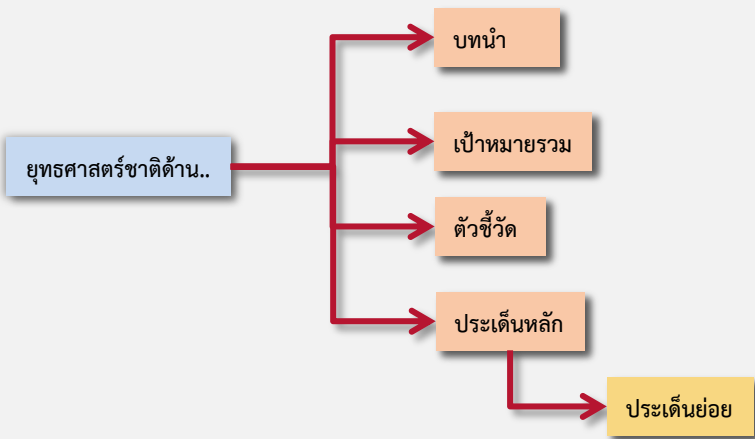 บทนำ
เป้าหมายรวม
ยุทธศาสตร์ชาติด้าน..
ตัวชี้วัด
ประเด็นหลัก
ประเด็นย่อย